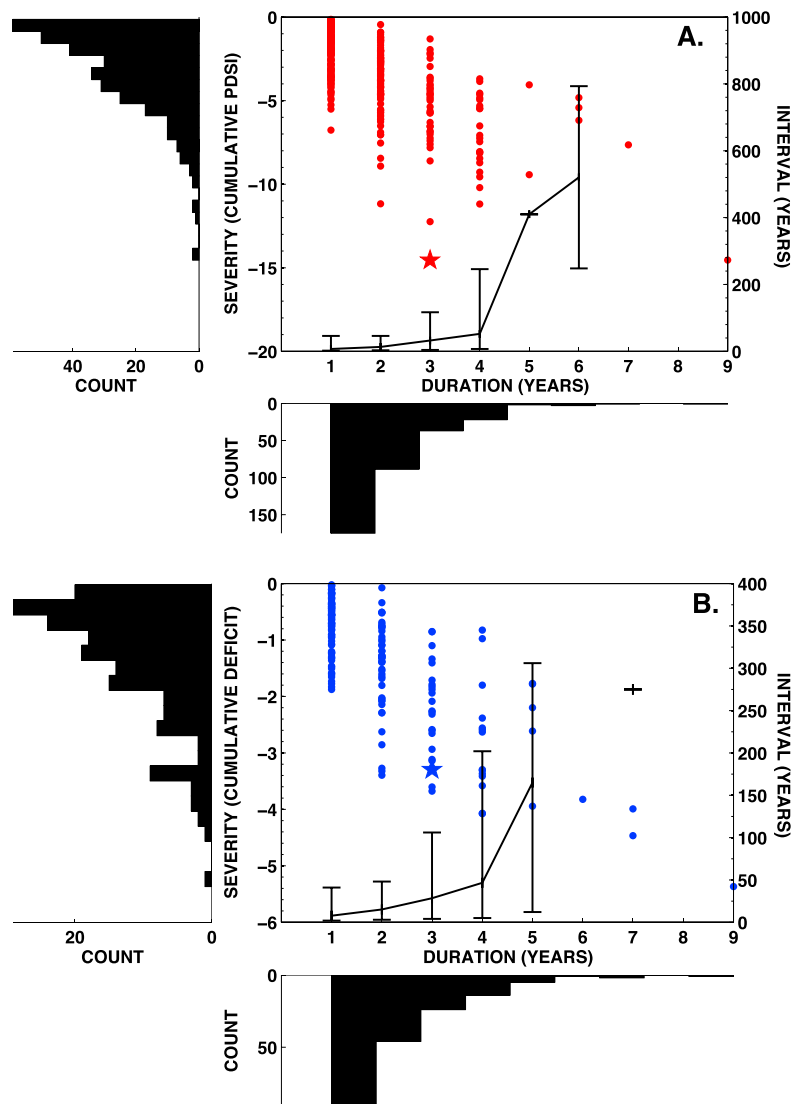 A.
0
−5
−10
−15
−20
SEVERITY (CUMULATIVE PDSI)
1000
800
600
400
200
0
INTERVAL (YEARS)
40 20 0
COUNT
1 2 3 4 5 6 7 8 9
DURATION (YEARS)
0
50
100
150
COUNT
B.
0
−1
−2
−3
−4
−5
−6
SEVERITY (CUMULATIVE DEFICIT)
400
350
300
250
200
150
100
50
0
INTERVAL (YEARS)
20 0
COUNT
1 2 3 4 5 6 7 8 9
DURATION (YEARS)
0
50
COUNT